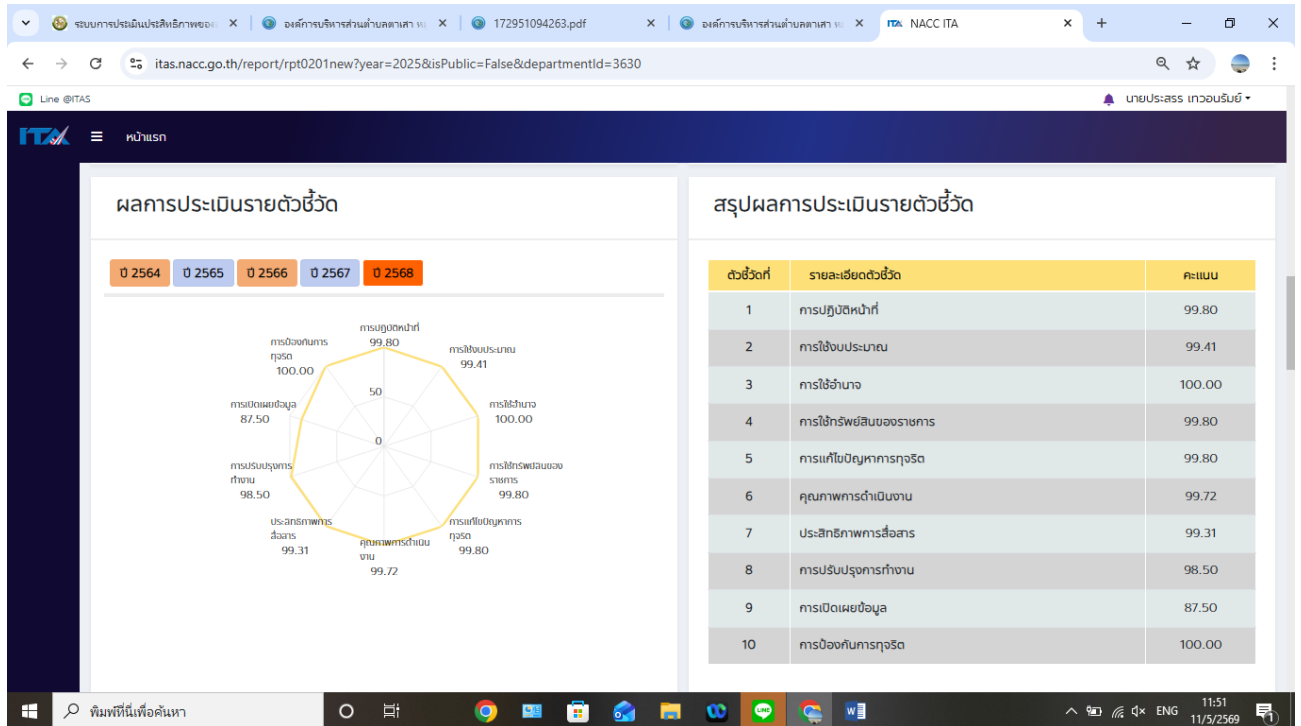 ระบบการประเมินประสิทธิภาพของ
องค์การบริหารส่วนตำบลตาเสา
172951094263.pdf
องค์การบริหารส่วนตำบลตาเสา
NACC ITA
itas.nacc.go.th/report/rpt0201new?year=2025&isPublic=False&departmentId=3630
Line @ITAS
นายประสรร เทวอนรัมย์
ITA
หน้าแรก
ผลการประเมินรายตัวชี้วัด
ปี 2564 ปี 2565 ปี 2566 ปี 2567 ปี 2568
การปฏิบัติหน้าที่
99.80
การใช้งบประมาณ
99.41
การใช้อำนาจ
100.00
การใช้ทรัพย์สินของ
ราชการ
99.80
การแก้ไขปัญหาการ
ทุจริต
99.80
คุณภาพการดำเนิน
งาน
99.72
ประสิทธิภาพการ
สื่อสาร
99.31
การปรับปรุงการ
ทำงาน
98.50
การเปิดเผยข้อมูล
87.50
การป้องกันการ
ทุจริต
100.00
50
0
สรุปผลการประเมินรายตัวชี้วัด
ตัวชี้วัดที่ รายละเอียดตัวชี้วัด คะแนน
1 การปฏิบัติหน้าที่ 99.80
2 การใช้งบประมาณ 99.41
3 การใช้อำนาจ 100.00
4 การใช้ทรัพย์สินของราชการ 99.80
5 การแก้ไขปัญหาการทุจริต 99.80
6 คุณภาพการดำเนินงาน 99.72
7 ประสิทธิภาพการสื่อสาร 99.31
8 การปรับปรุงการทำงาน 98.50
9 การเปิดเผยข้อมูล 87.50
10 การป้องกันการทุจริต 100.00
พิมพ์ที่นี่เพื่อค้นหา
ENG
11:51
11/5/2569